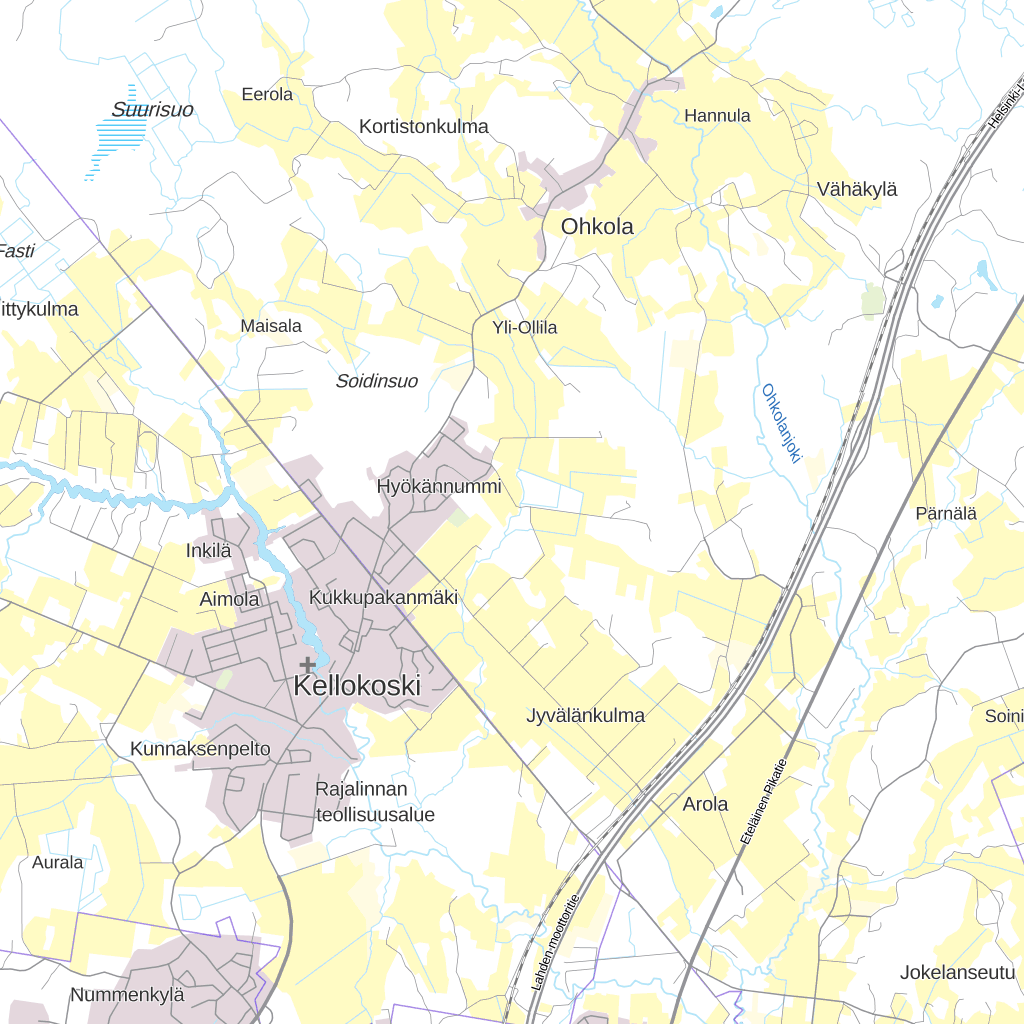 Eerola
Suurisuo
Kortistonkulma
Hannula
Vähäkylä
Ohkola
Fasti
ittykulma
Maisala
Yli-Ollila
Soidinsuo
Ohkolanjoki
Hyökännummi
Pärnälä
Inkilä
Aimola
Kukkupakanmäki
Kellokoski
Jyvälänkulma
Soini
Kunnaksenpelto
Rajalinnan
teollisuusalue
Arola
Eteläinen Pikatie
Aurala
Lahden moottoritie
Jokelanseutu
Nummenkylä